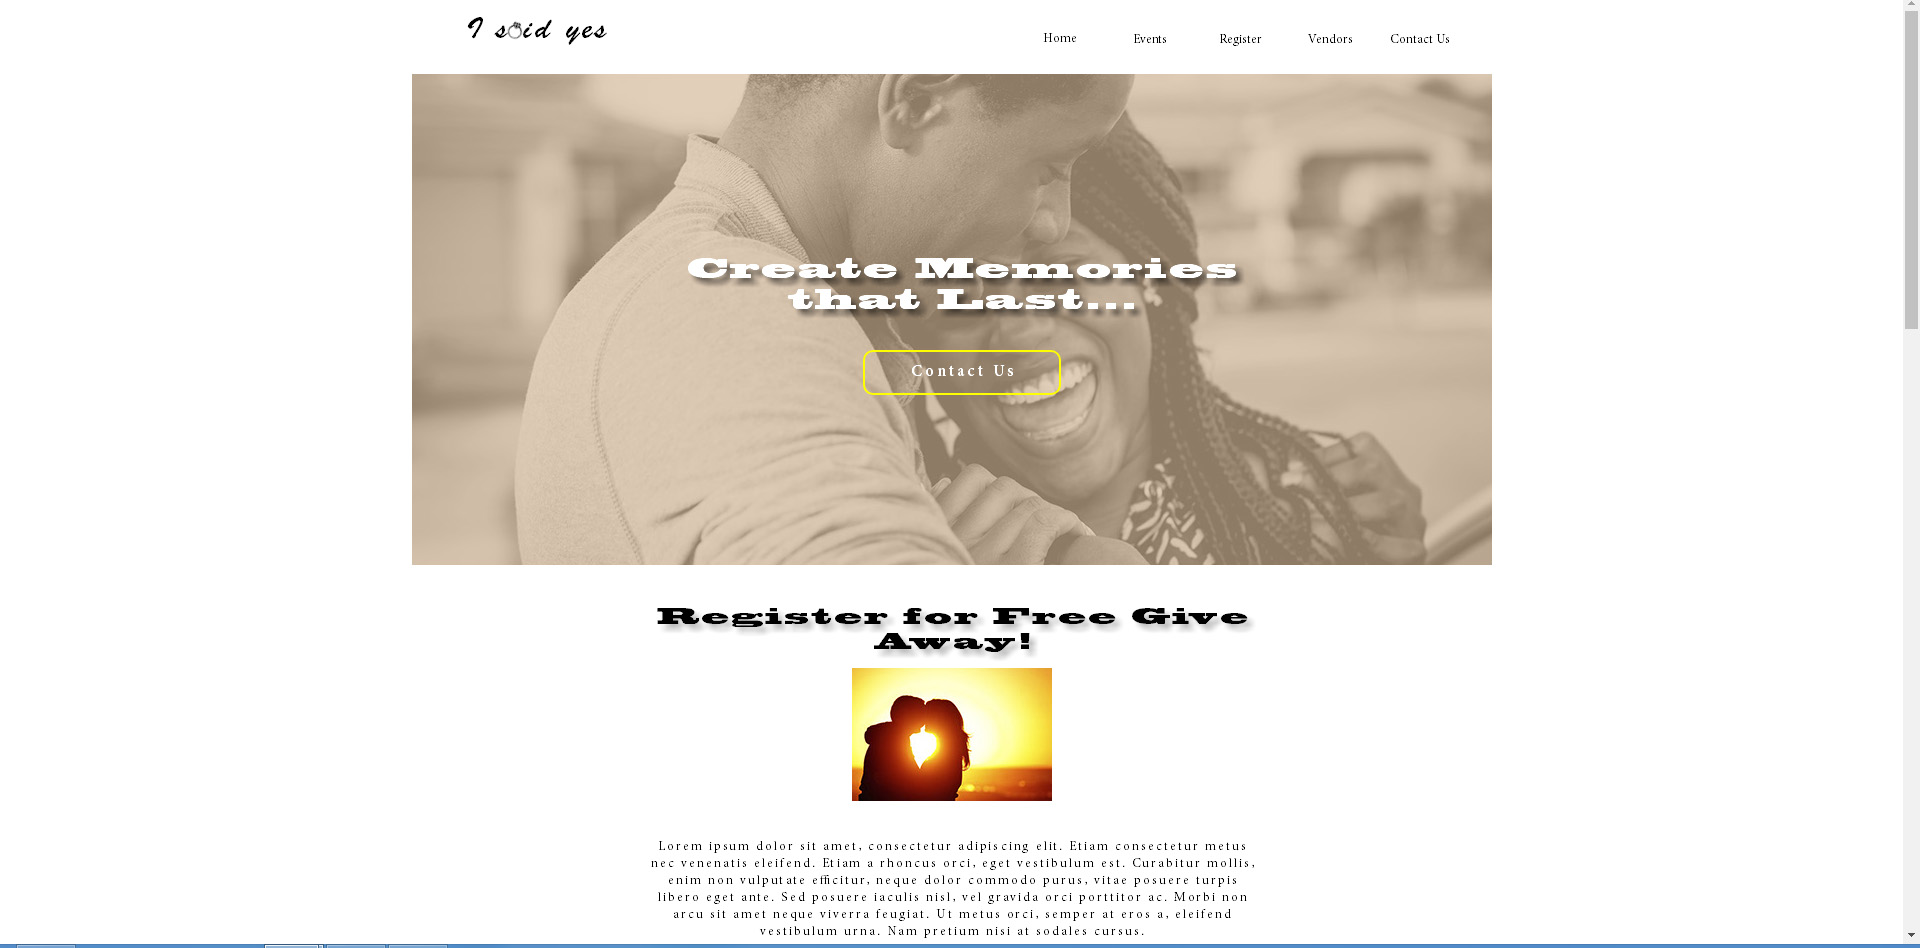 I said yes
Home Events Register Vendors Contact Us
Create Memories
that Last...
Contact Us
Register for Free Give
Away!
Lorem ipsum dolor sit amet, consectetur adipiscing elit. Etiam consectetur metus
nec venenatis eleifend. Etiam a rhoncus orci, eget vestibulum est. Curabitur mollis,
enim non vulputate efficitur, neque dolor commodo purus, vitae posuere turpis
libero eget ante. Sed posuere iaculis nisl, vel gravida orci porttitor ac. Morbi non
arcu sit amet neque viverra feugiat. Ut metus orci, semper at eros a, eleifend
vestibulum urna. Nam pretium nisi at sodales cursus.